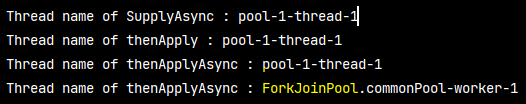 Thread name of SupplyAsync : pool-1-thread-1
Thread name of thenApply : pool-1-thread-1
Thread name of thenApplyAsync : pool-1-thread-1
Thread name of thenApplyAsync : ForkJoinPool.commonPool-worker-1